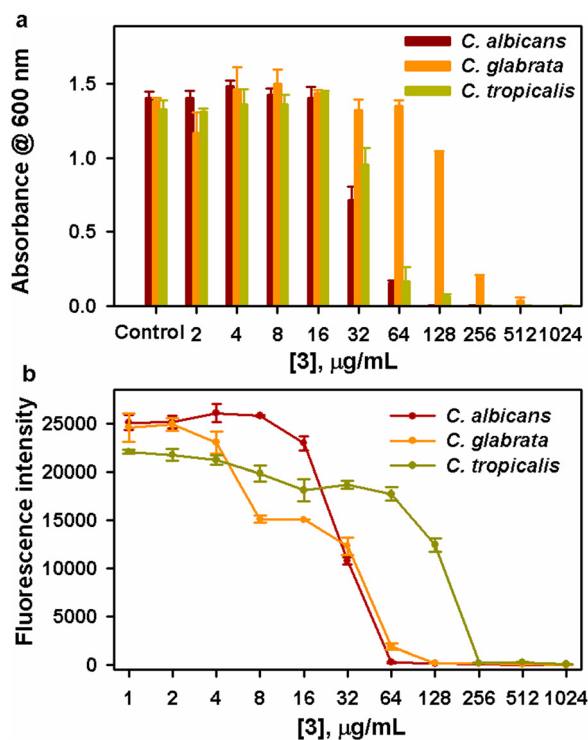 a
Absorbance @ 600 nm
1.5
1.0
0.5
0.0
C. albicans
C. glabrata
C. tropicalis
Control 2 4 8 16 32 64 128 256 512 1024
[3], µg/mL
b
Fluorescence intensity
25000
20000
15000
10000
5000
0
C. albicans
C. glabrata
C. tropicalis
1 2 4 8 16 32 64 128 256 512 1024
[3], µg/mL